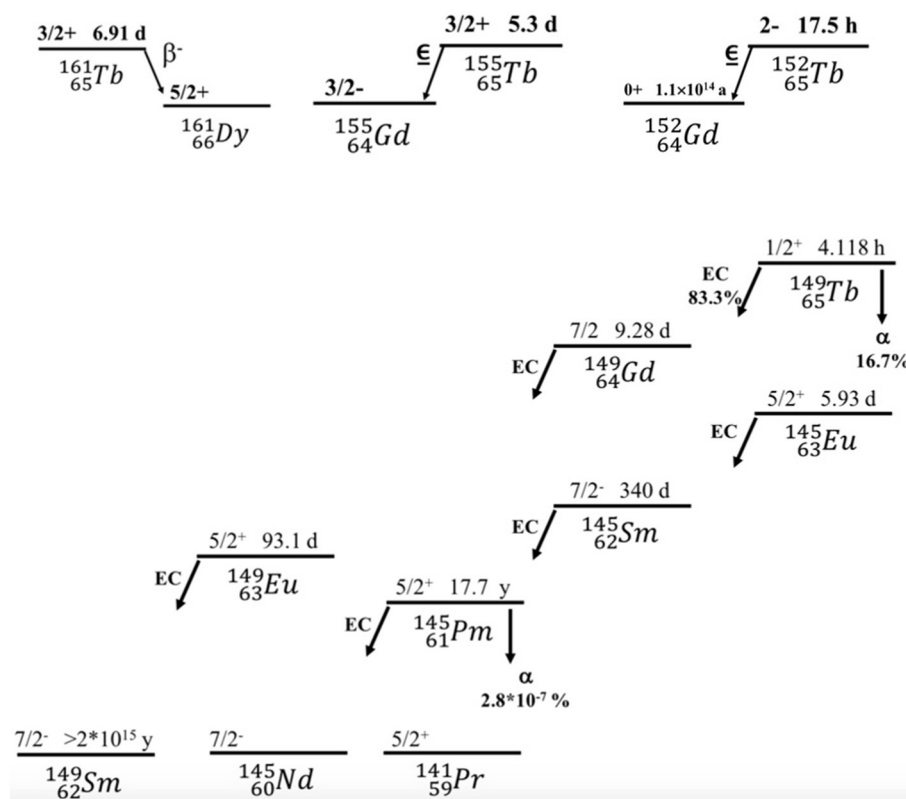 3/2+ 6.91 d
β-
161
65Tb
5/2+
161
66Dy
3/2+ 5.3 d
ϵ
155
65Tb
3/2-
155
64Gd
2- 17.5 h
ϵ
152
65Tb
0+ 1.1×10¹⁴ a
152
64Gd
1/2⁺ 4.118 h
EC
83.3%
149
65Tb
α
16.7%
7/2 9.28 d
EC
149
64Gd
5/2⁺ 5.93 d
EC
145
63Eu
7/2- 340 d
EC
145
62Sm
5/2⁺ 93.1 d
EC
149
63Eu
5/2⁺ 17.7 y
EC
145
61Pm
α
2.8*10⁻⁷ %
7/2- >2*10¹⁵ y
149
62Sm
7/2-
145
60Nd
5/2⁺
141
59Pr